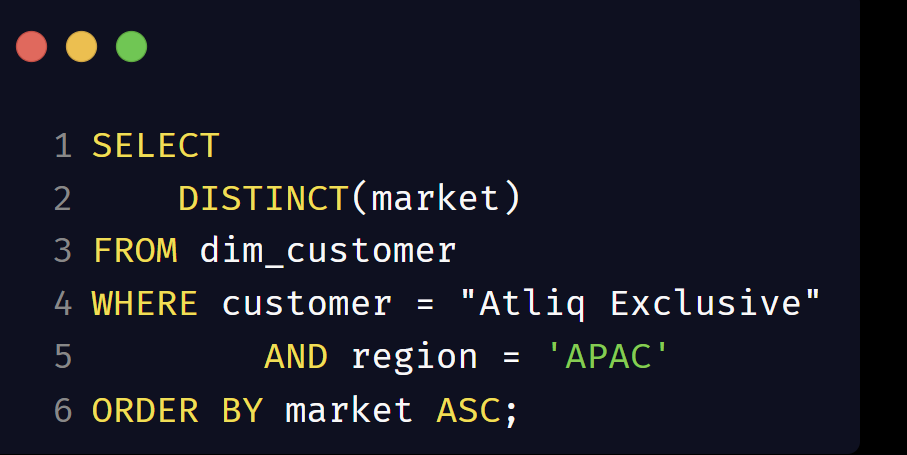 1 SELECT
2     DISTINCT(market)
3 FROM dim_customer
4 WHERE customer = "Atliq Exclusive"
5         AND region = 'APAC'
6 ORDER BY market ASC;